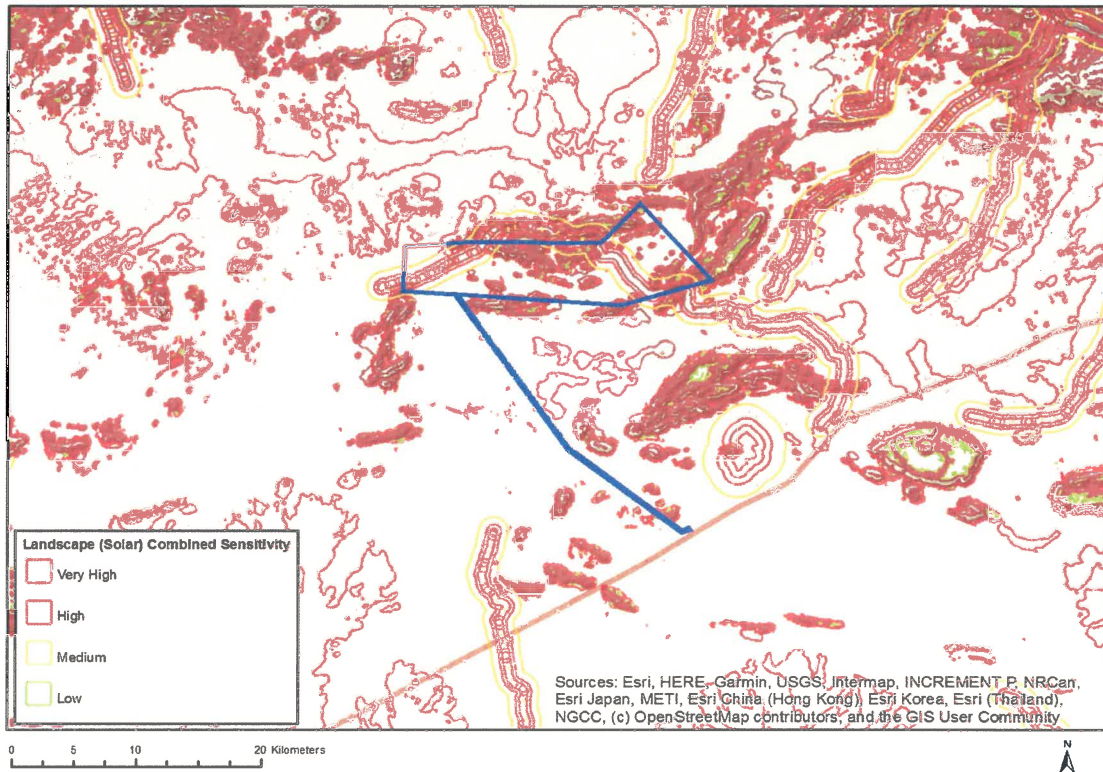 Landscape (Solar) Combined Sensitivity
Very High
High
Medium
Low
Sources: Esri, HERE, Garmin, USGS, Intermap, INCREMENT P, NRCan,
Esri Japan, METI, Esri China (Hong Kong), Esri Korea, Esri (Thailand),
NGCC, (c) OpenStreetMap contributors, and the GIS User Community
0 5 10 20 Kilometers
N